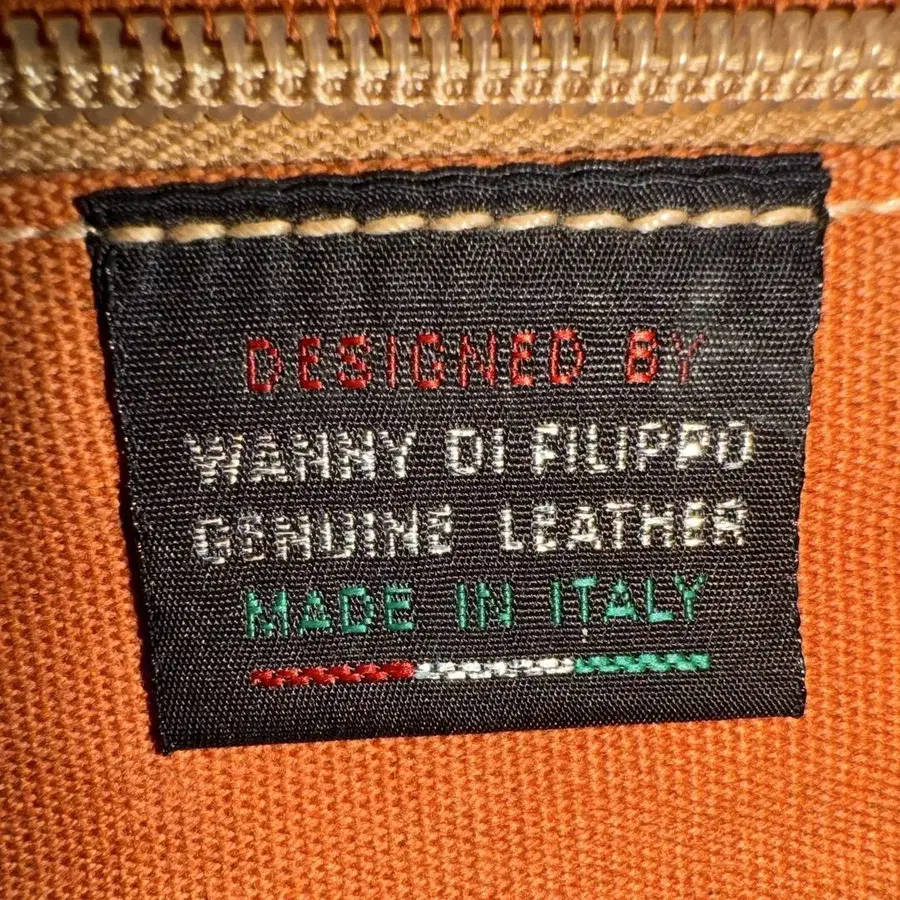 DESIGNED BY
WANNY DI FILIPPO
GENUINE LEATHER
MADE IN ITALY